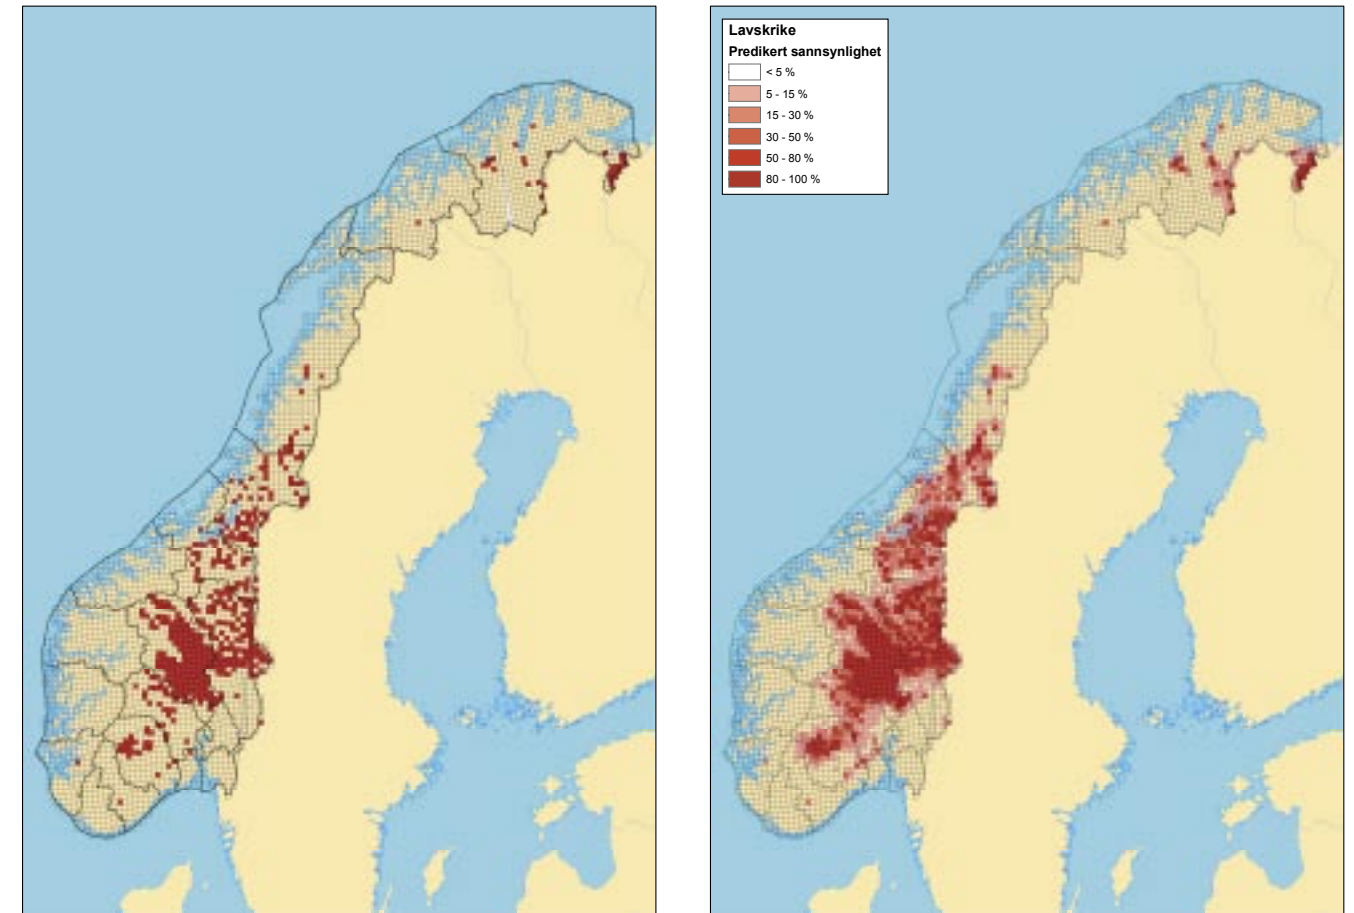 Lavskrike
Predikert sannsynlighet
< 5 %
5 - 15 %
15 - 30 %
30 - 50 %
50 - 80 %
80 - 100 %